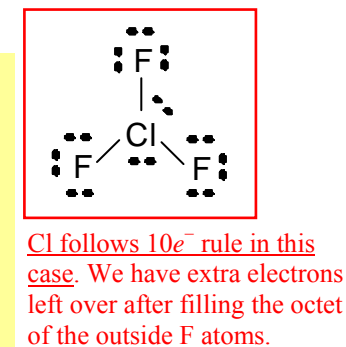 F
Cl
F F
Cl follows 10e⁻ rule in this
case. We have extra electrons
left over after filling the octet
of the outside F atoms.